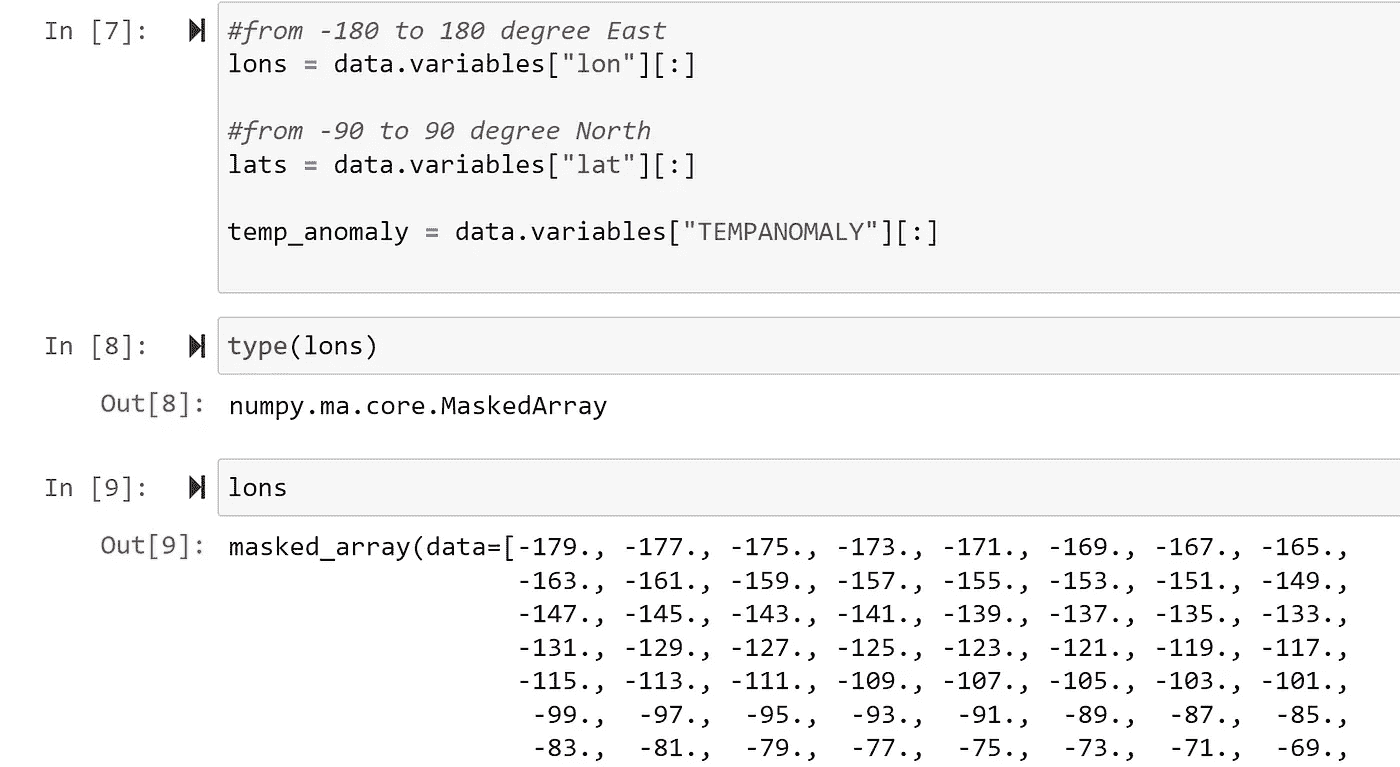 In [7]: #from -180 to 180 degree East
lons = data.variables["lon"][:]
#from -90 to 90 degree North
lats = data.variables["lat"][:]
temp_anomaly = data.variables["TEMPANOMALY"][:]
In [8]: type(lons)
Out[8]: numpy.ma.core.MaskedArray
In [9]: lons
Out[9]: masked_array(data=[-179., -177., -175., -173., -171., -169., -167., -165.,
-163., -161., -159., -157., -155., -153., -151., -149.,
-147., -145., -143., -141., -139., -137., -135., -133.,
-131., -129., -127., -125., -123., -121., -119., -117.,
-115., -113., -111., -109., -107., -105., -103., -101.,
-99., -97., -95., -93., -91., -89., -87., -85.,
-83., -81., -79., -77., -75., -73., -71., -69.,